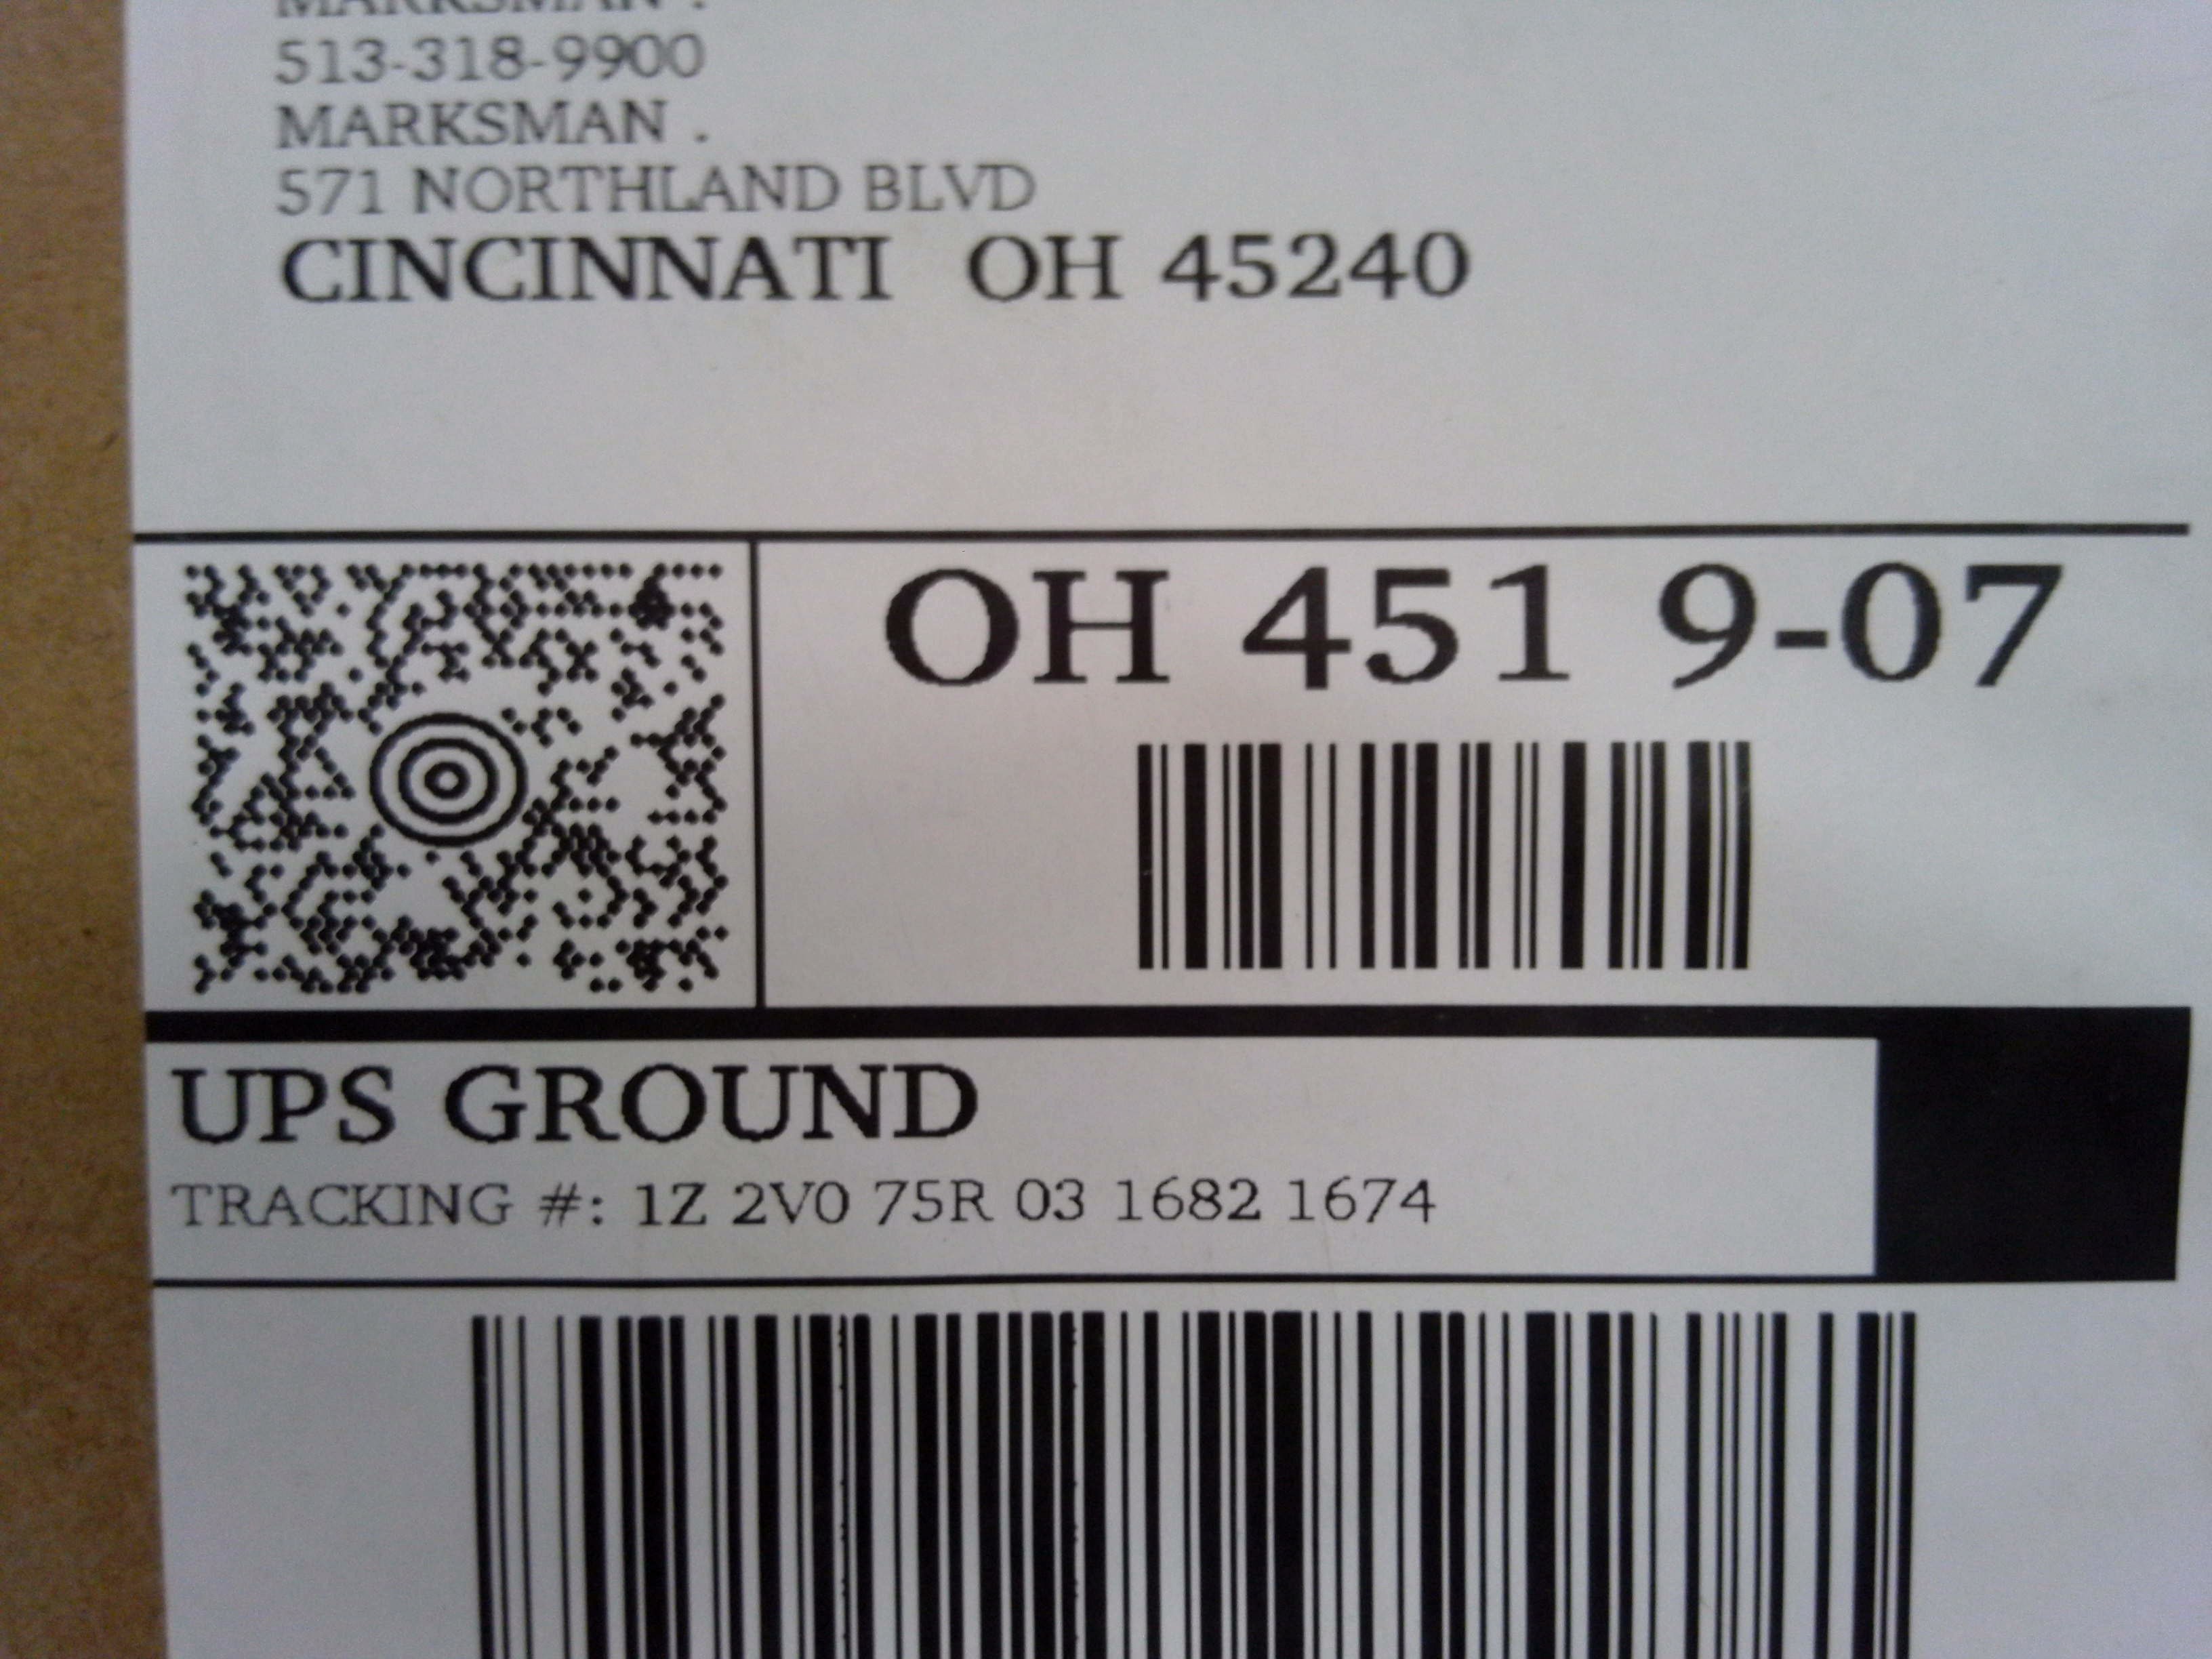 MARKSMAN .
513-318-9900
MARKSMAN .
571 NORTHLAND BLVD
CINCINNATI OH 45240
OH 451 9-07
UPS GROUND
TRACKING #: 1Z 2V0 75R 03 1682 1674